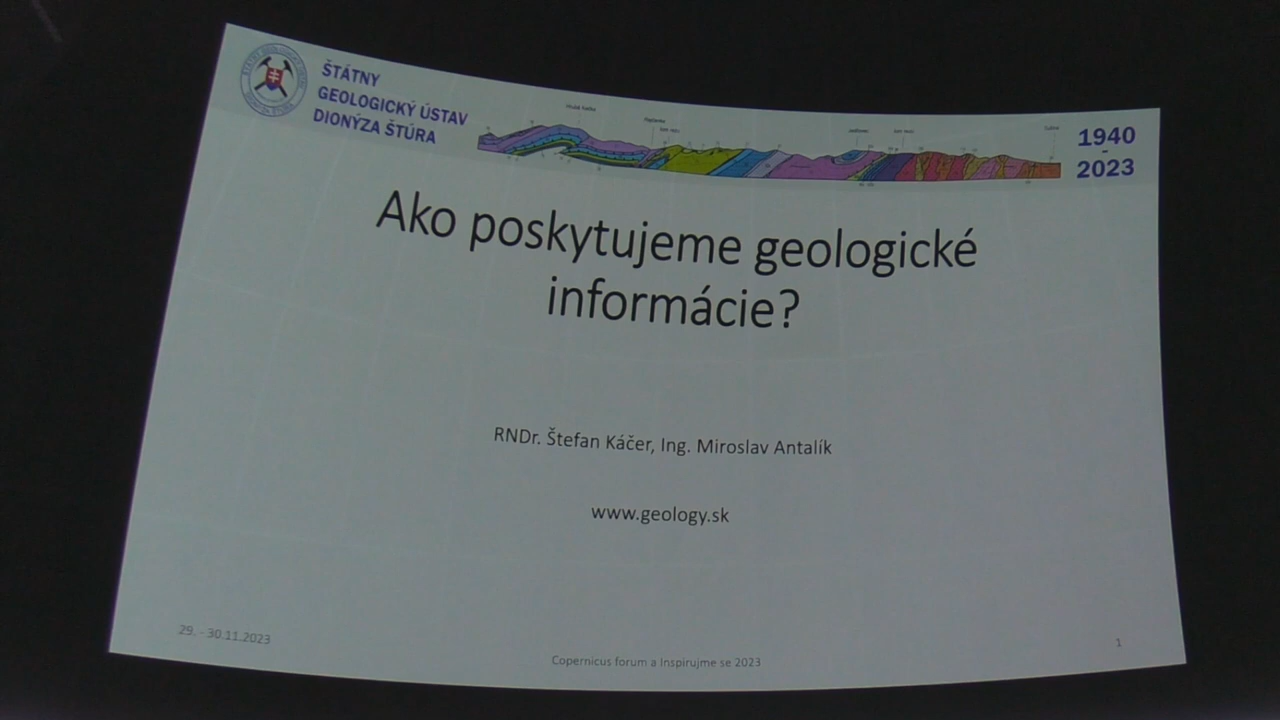 ŠTÁTNY
GEOLOGICKÝ ÚSTAV
DIONÝZA ŠTÚRA
1940
-
2023
Ako poskytujeme geologické
informácie?
RNDr. Štefan Káčer, Ing. Miroslav Antalík
www.geology.sk
29. - 30.11.2023
Copernicus forum a Inspirujme se 2023
1